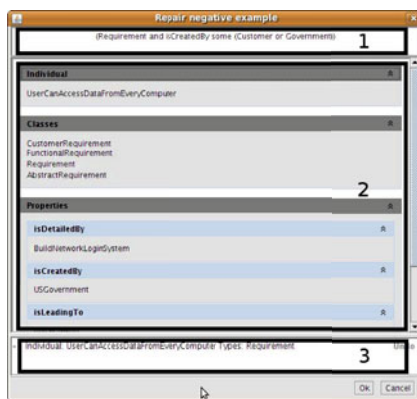 Repair negative example
(Requirement and isCreatedBy some (Customer or Government))
1
Individual
UserCanAccessDataFromEveryComputer
Classes
CustomerRequirement
FunctionalRequirement
Requirement
AbstractRequirement
2
Properties
isDetailedBy
BuildNetworkLoginSystem
isCreatedBy
USGovernment
isLeadingTo
Individual: UserCanAccessDataFromEveryComputer Types: Requirement
3
Ok Cancel